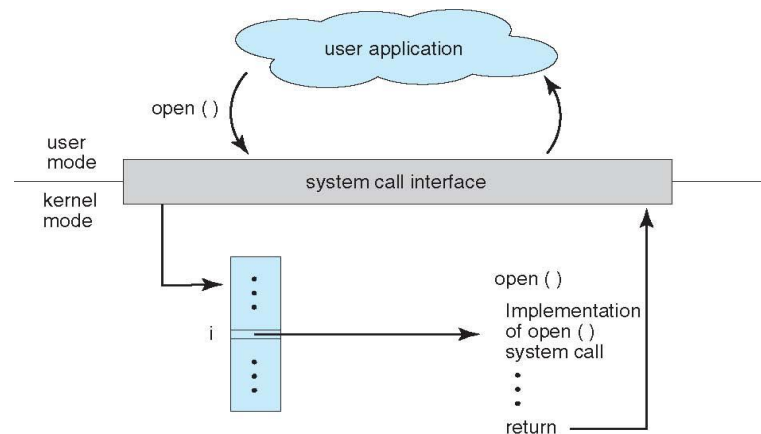 user application
open ( )
user
mode
system call interface
kernel
mode
open ( )
i
Implementation
of open ( )
system call
return